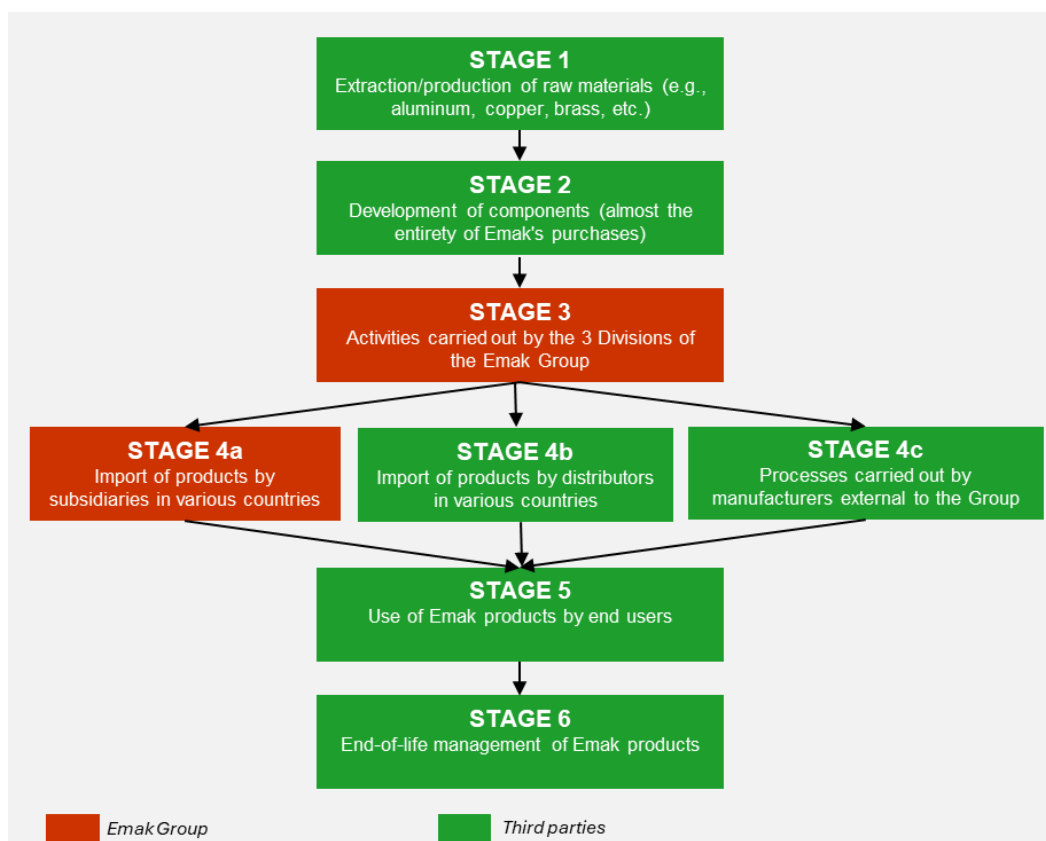 STAGE 1
Extraction/production of raw materials (e.g.,
aluminum, copper, brass, etc.)
STAGE 2
Development of components (almost the
entirety of Emak's purchases)
STAGE 3
Activities carried out by the 3 Divisions of
the Emak Group
STAGE 4a
Import of products by
subsidiaries in various countries
STAGE 4b
Import of products by distributors
in various countries
STAGE 4c
Processes carried out by
manufacturers external to the Group
STAGE 5
Use of Emak products by end users
STAGE 6
End-of-life management of Emak products
Emak Group
Third parties